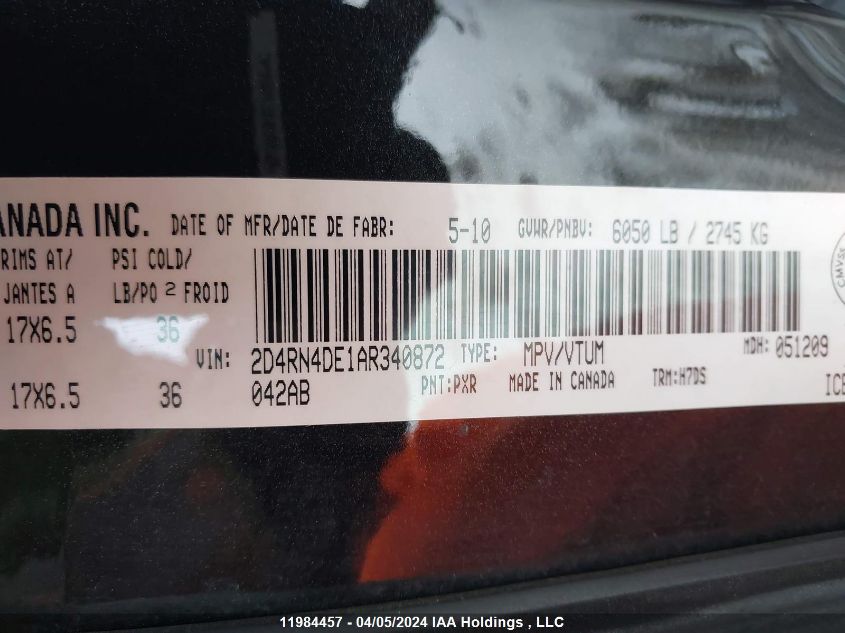 ANADA INC. DATE OF MFR/DATE DE FABR: 5-10 GVWR/PNBV: 6050 LB / 2745 KG
RIMS AT/ PSI COLD/
JANTES A LB/PO 2 FROID
17X6.5 36
VIN: 2D4RN4DE1AR340872 TYPE: MPV/VTUM MDH: 051209
17X6.5 36 042AB PNT:PXR MADE IN CANADA TRM:H7DS ICE
CMVSS
11984457 - 04/05/2024 IAA Holdings , LLC